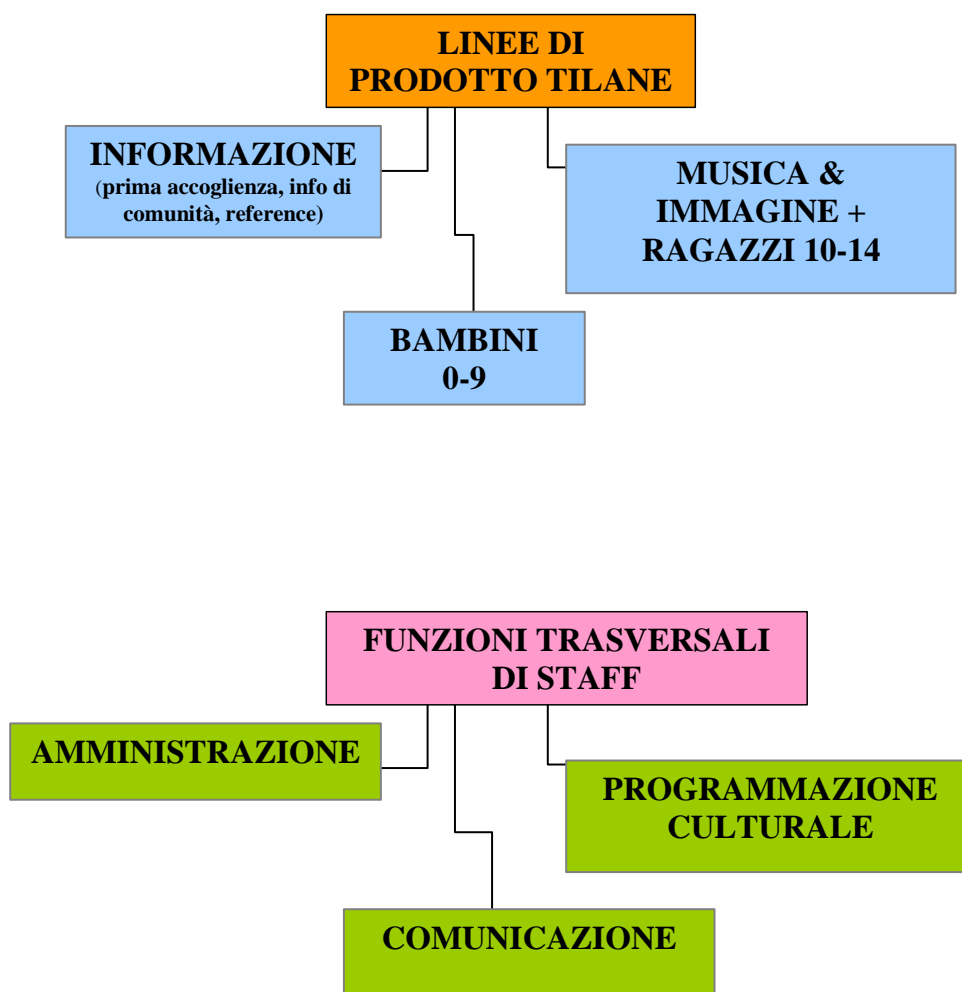 LINEE DI
PRODOTTO TILANE
INFORMAZIONE
(prima accoglienza, info di
comunità, reference)
MUSICA &
IMMAGINE +
RAGAZZI 10-14
BAMBINI
0-9
FUNZIONI TRASVERSALI
DI STAFF
AMMINISTRAZIONE
PROGRAMMAZIONE
CULTURALE
COMUNICAZIONE